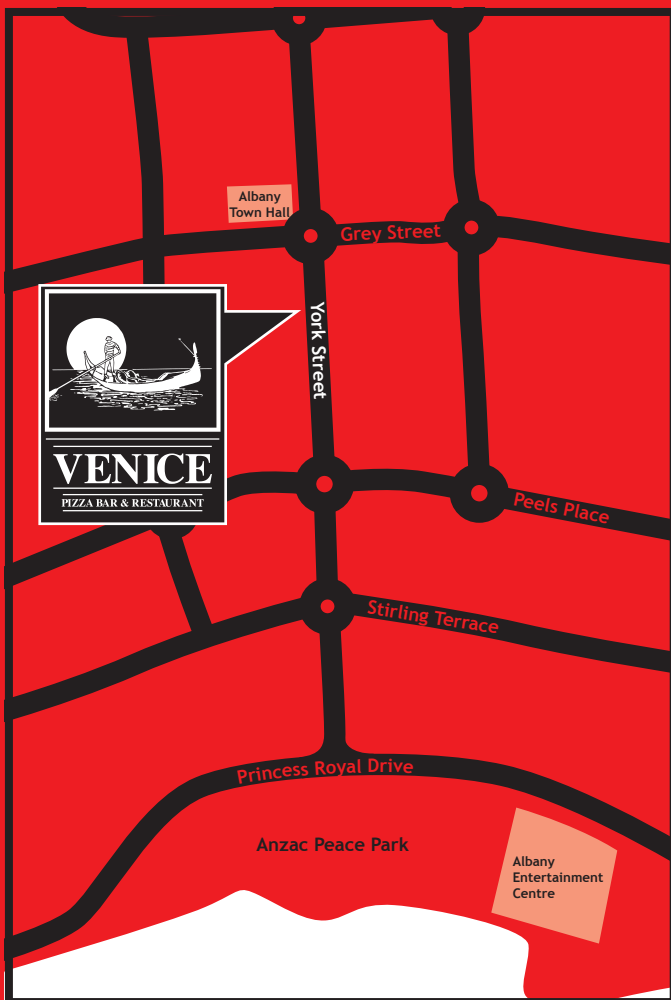 Albany
Town Hall
Grey Street
York Street
VENICE
PIZZA BAR & RESTAURANT
Peels Place
Stirling Terrace
Princess Royal Drive
Anzac Peace Park
Albany
Entertainment
Centre